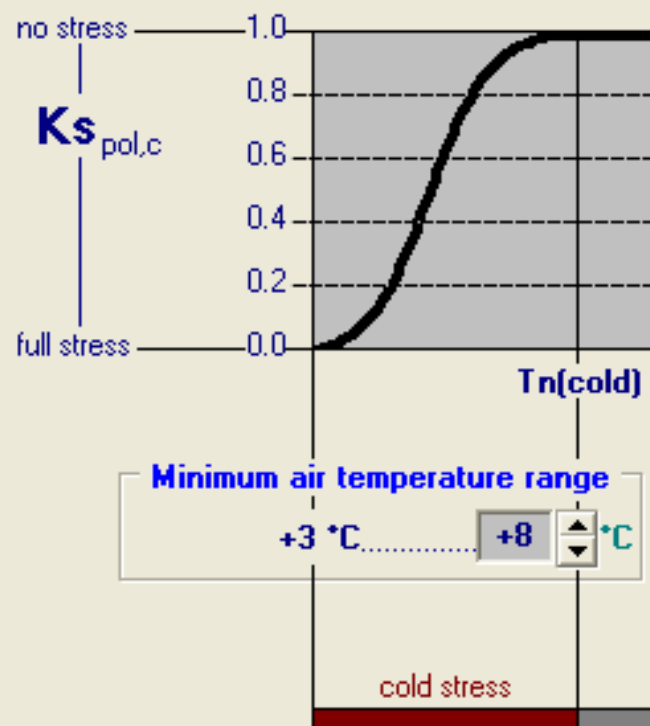 no stress
1.0
0.8
Ks pol,c
0.6
0.4
0.2
full stress
0.0
Tn(cold)
Minimum air temperature range
+3 °C.............. +8 °C
cold stress